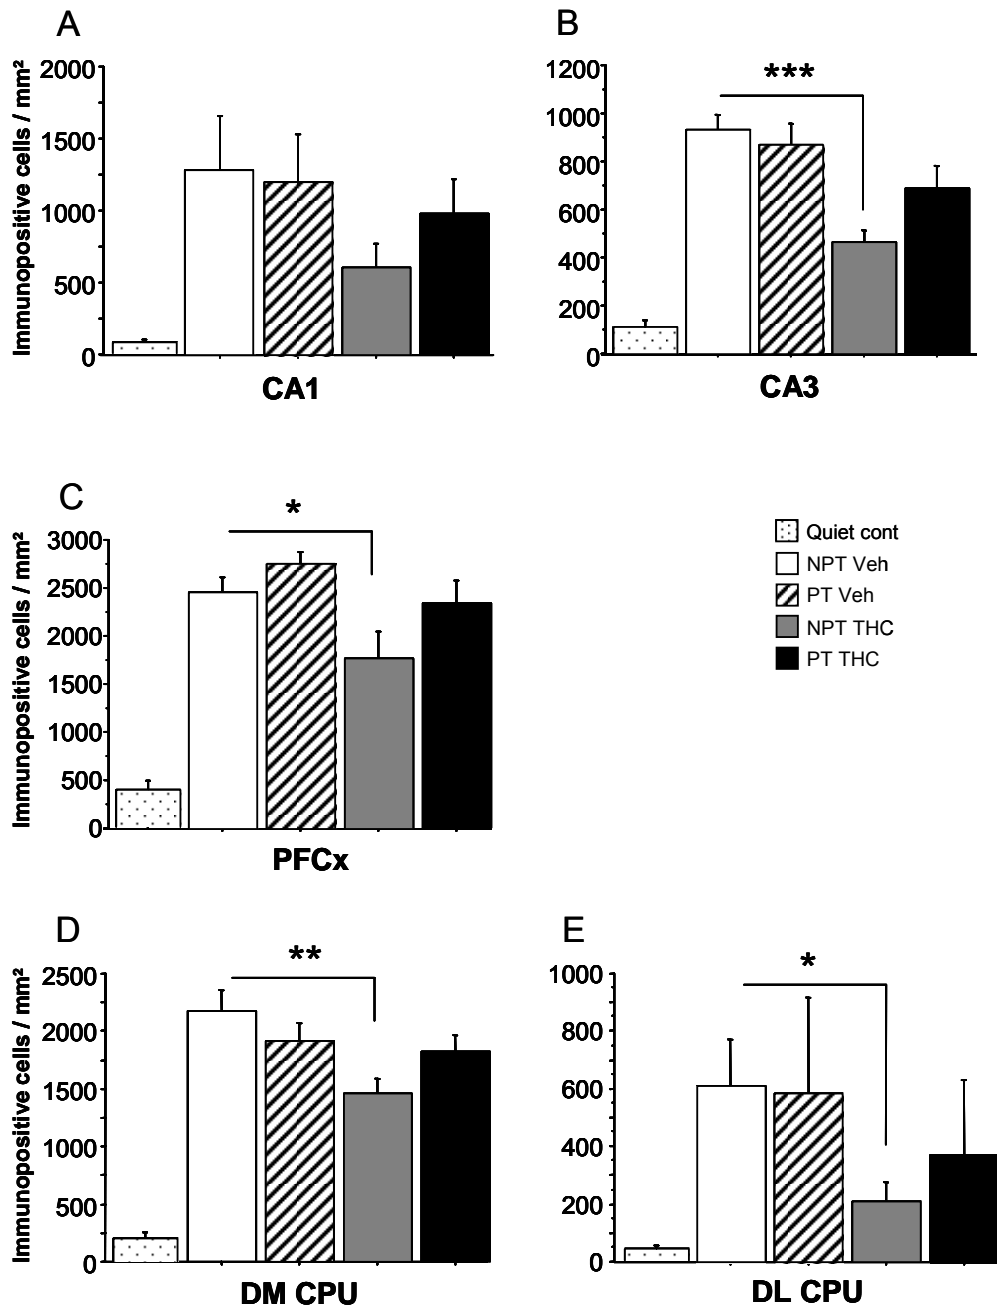 A
Immunopositive cells / mm²
2000
1500
1000
500
0
CA1
B
***
1200
1000
800
600
400
200
0
CA3
C
*
Immunopositive cells / mm²
3000
2500
2000
1500
1000
500
0
PFCx
Quiet cont
NPT Veh
PT Veh
NPT THC
PT THC
D
**
Immunopositive cells / mm²
2500
2000
1500
1000
500
0
DM CPU
E
*
1000
800
600
400
200
0
DL CPU